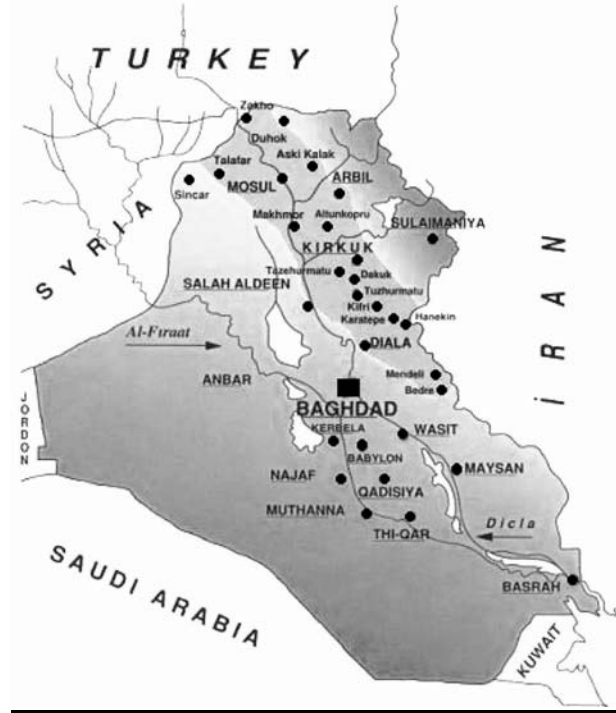 TURKEY
Zakho
Duhok
Aski Kalak
Talafar
MOSUL
ARBIL
Sincar
Makhmor
Altunkopru
SULAIMANIYA
SYRIA
KIRKUK
Tazehurmatu
Dakuk
SALAH ALDEEN
Tuzhurmatu
Kifri
Karatepe
Hanekin
İRAN
Al-Fıraat
DIALA
ANBAR
Mendeli
Bedre
JORDON
BAGHDAD
KERBELA
WASIT
BABYLON
MAYSAN
NAJAF
QADISIYA
MUTHANNA
THI-QAR
Dicla
SAUDI ARABIA
BASRAH
KUWAIT